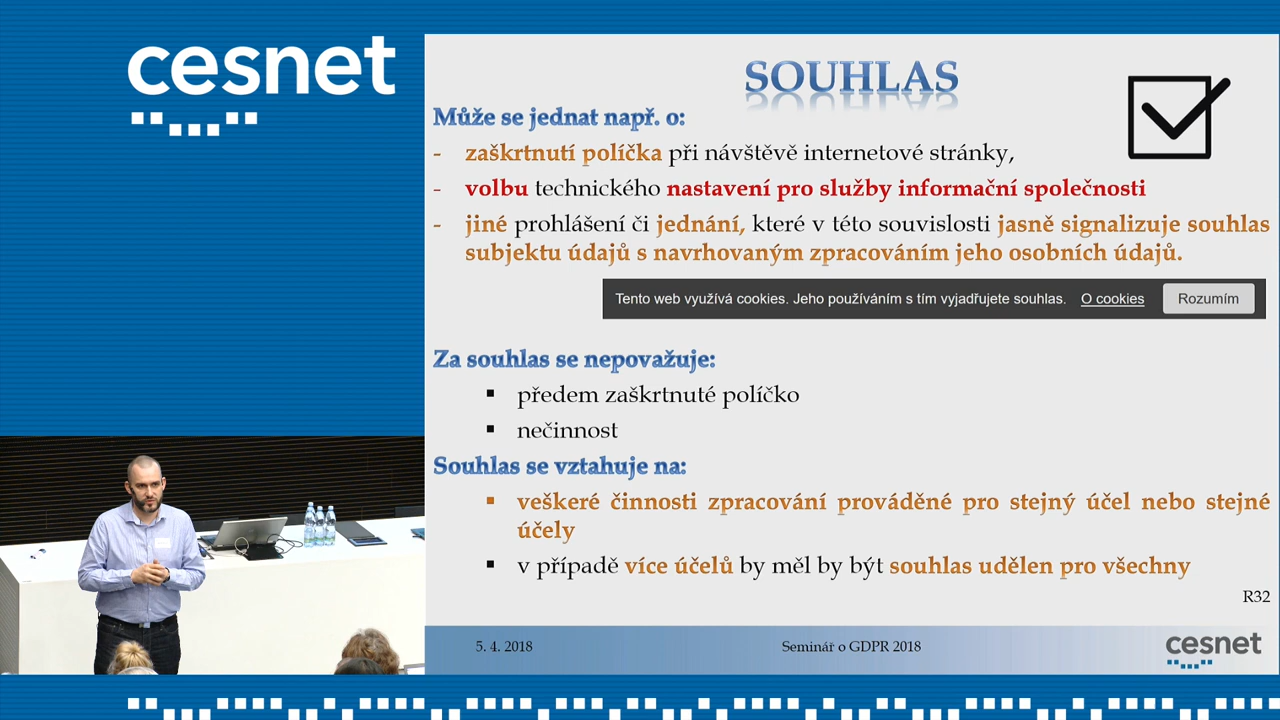 cesnet
SOUHLAS
Může se jednat např. o:
- zaškrtnutí políčka při návštěvě internetové stránky,
- volbu technického nastavení pro služby informační společnosti
- jiné prohlášení či jednání, které v této souvislosti jasně signalizuje souhlas
subjektu údajů s navrhovaným zpracováním jeho osobních údajů.
Tento web využívá cookies. Jeho používáním s tím vyjadřujete souhlas. O cookies Rozumím
Za souhlas se nepovažuje:
▪ předem zaškrtnuté políčko
▪ nečinnost
Souhlas se vztahuje na:
▪ veškeré činnosti zpracování prováděné pro stejný účel nebo stejné
účely
▪ v případě více účelů by měl by být souhlas udělen pro všechny
R32
5. 4. 2018 Seminář o GDPR 2018 cesnet